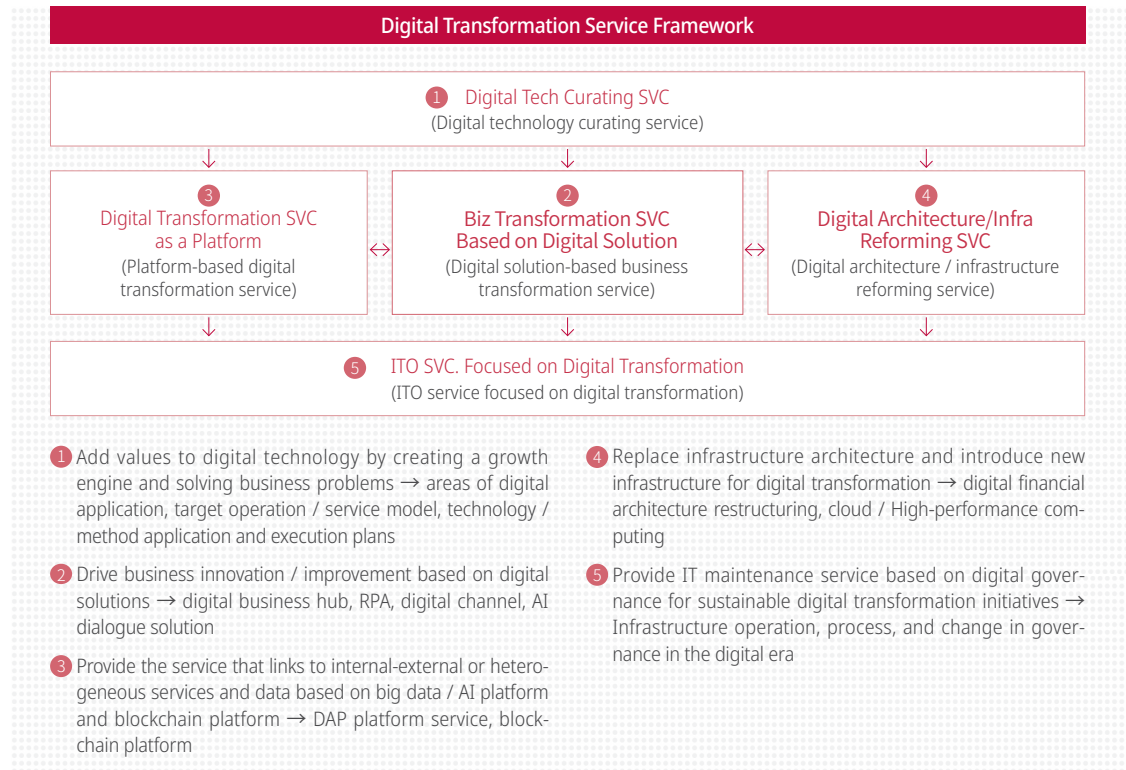 Digital Transformation Service Framework
1 Digital Tech Curating SVC
(Digital technology curating service)
3
Digital Transformation SVC
as a Platform
(Platform-based digital
transformation service)
2
Biz Transformation SVC
Based on Digital Solution
(Digital solution-based business
transformation service)
4
Digital Architecture/Infra
Reforming SVC
(Digital architecture / infrastructure
reforming service)
5 ITO SVC. Focused on Digital Transformation
(ITO service focused on digital transformation)
1 Add values to digital technology by creating a growth
engine and solving business problems → areas of digital
application, target operation / service model, technology /
method application and execution plans
2 Drive business innovation / improvement based on digital
solutions → digital business hub, RPA, digital channel, AI
dialogue solution
3 Provide the service that links to internal-external or hetero-
geneous services and data based on big data / AI platform
and blockchain platform → DAP platform service, block-
chain platform
4 Replace infrastructure architecture and introduce new
infrastructure for digital transformation → digital financial
architecture restructuring, cloud / High-performance com-
puting
5 Provide IT maintenance service based on digital gover-
nance for sustainable digital transformation initiatives →
Infrastructure operation, process, and change in gover-
nance in the digital era